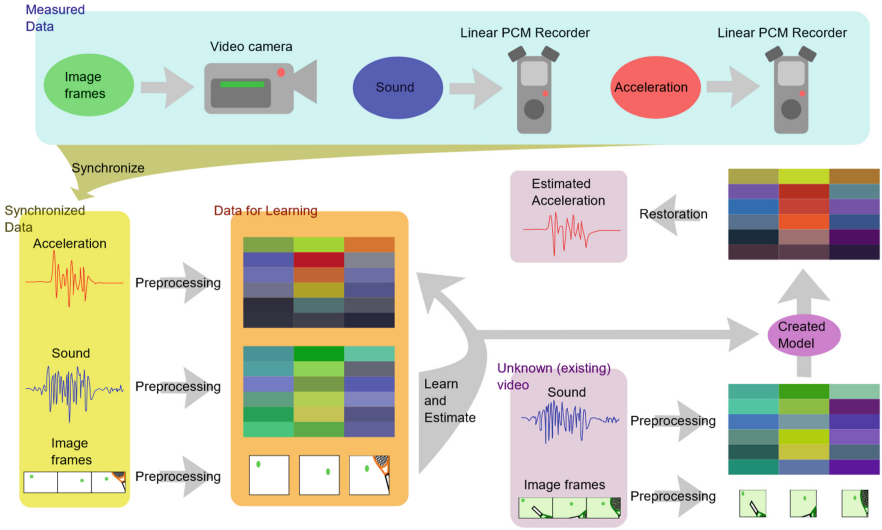 Measured
Data
Image
frames
Video camera
Sound
Linear PCM Recorder
Acceleration
Linear PCM Recorder
Synchronize
Synchronized
Data
Acceleration
Preprocessing
Sound
Preprocessing
Image
frames
Preprocessing
Data for Learning
Learn
and
Estimate
Estimated
Acceleration
Restoration
Created
Model
Unknown (existing)
video
Sound
Preprocessing
Image frames
Preprocessing